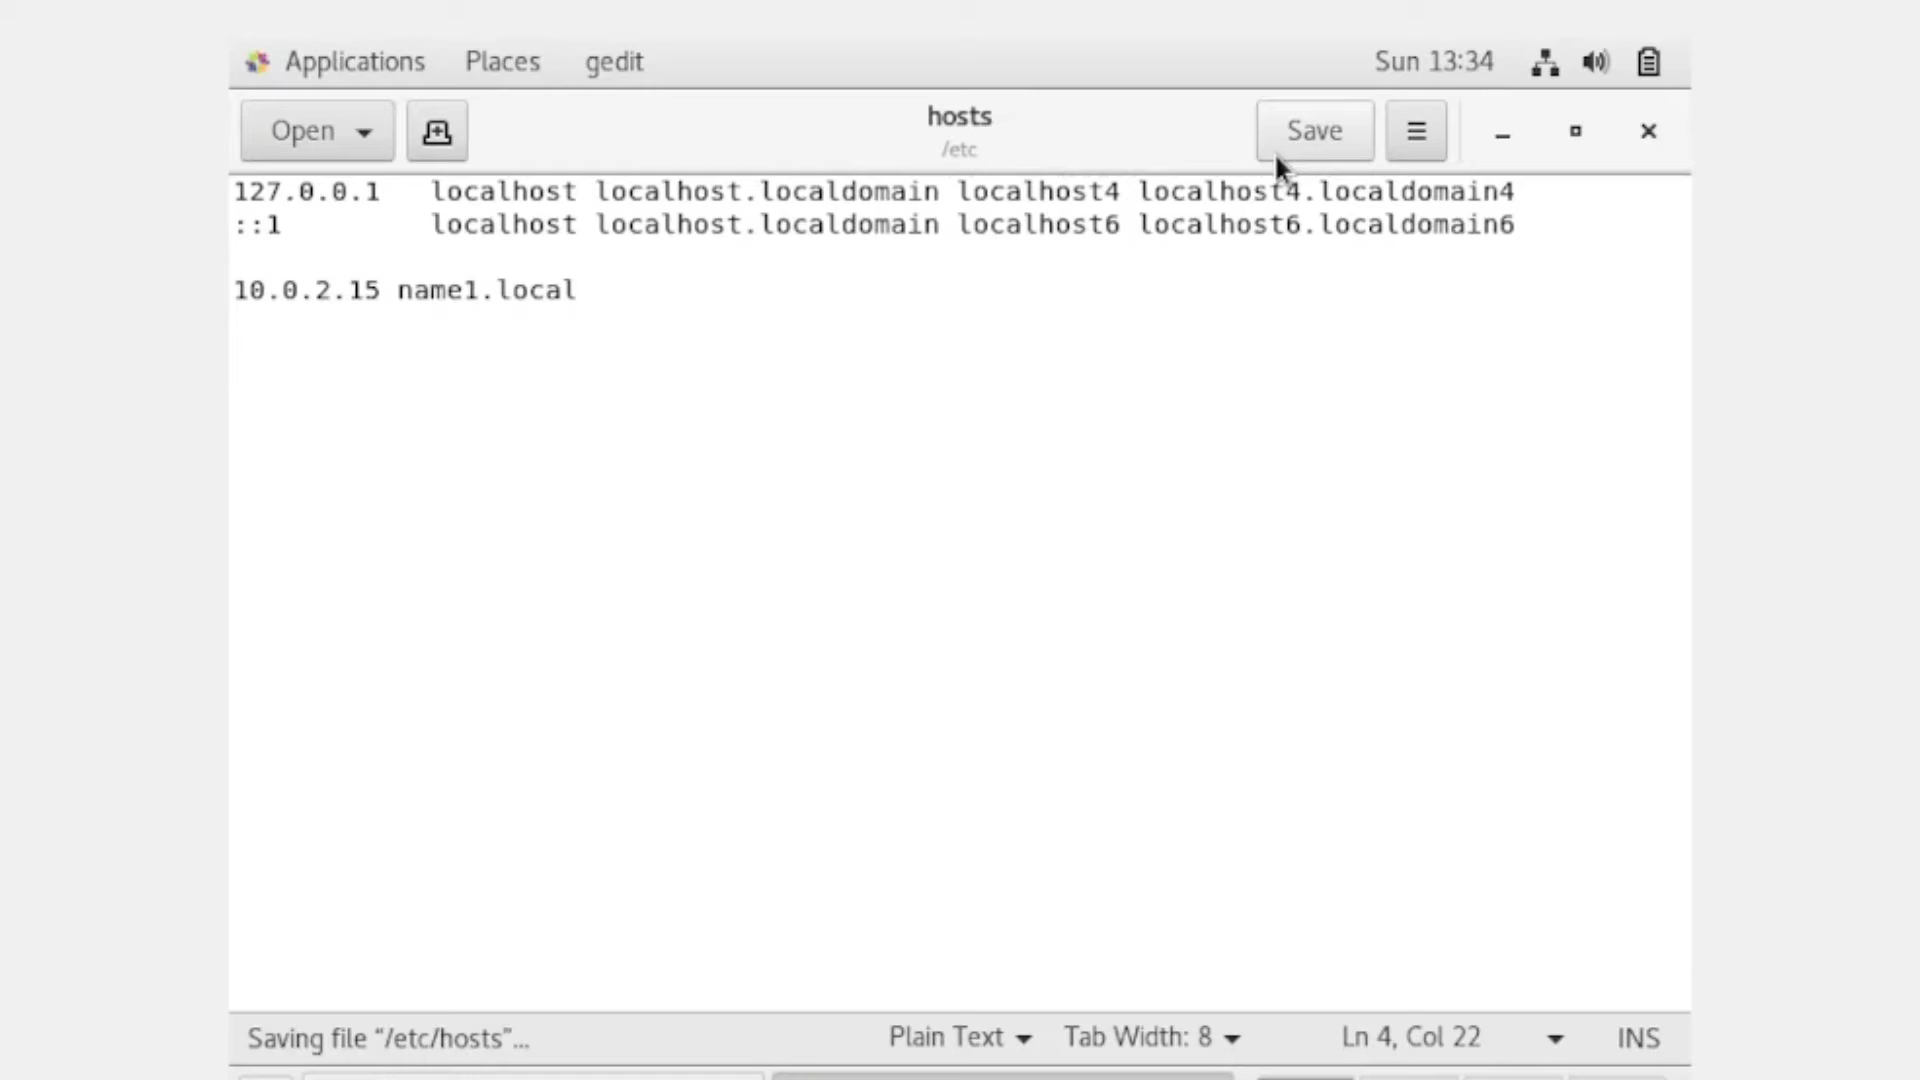 Applications Places gedit Sun 13:34
Open hosts Save
/etc
127.0.0.1 localhost localhost.localdomain localhost4 localhost4.localdomain4
::1 localhost localhost.localdomain localhost6 localhost6.localdomain6
10.0.2.15 name1.local
Saving file “/etc/hosts”... Plain Text Tab Width: 8 Ln 4, Col 22 INS